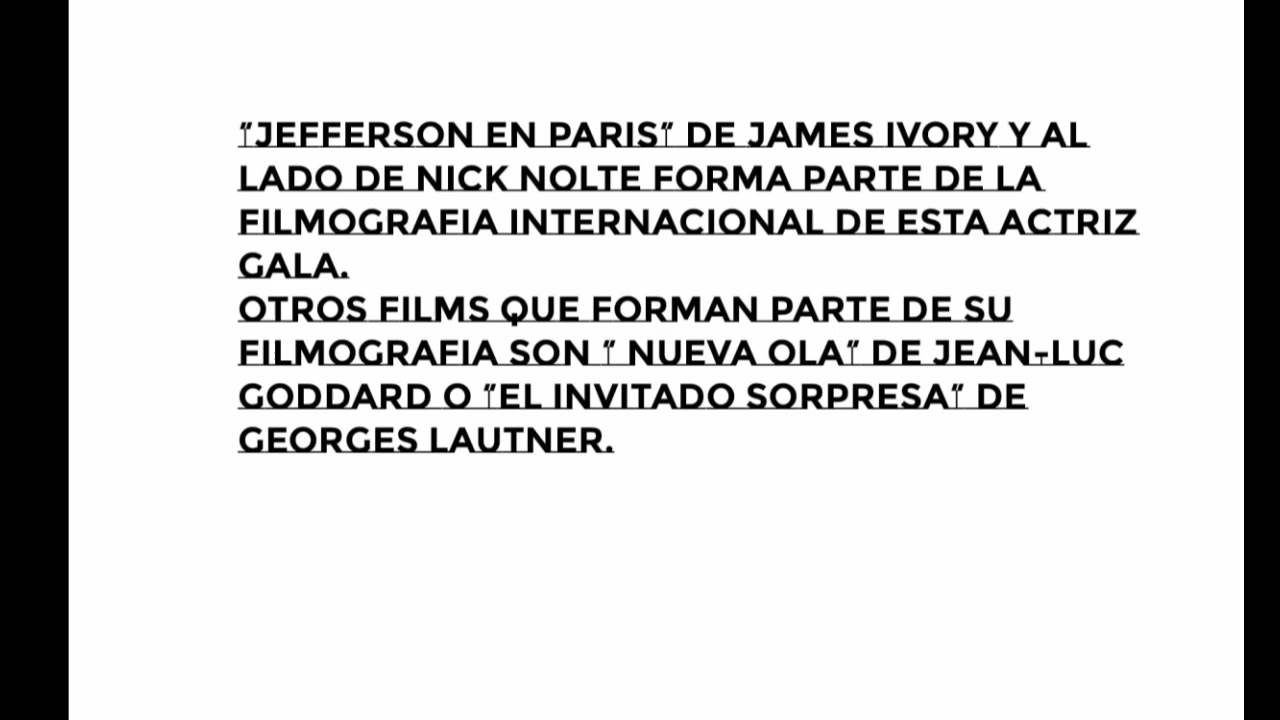 "JEFFERSON EN PARIS" DE JAMES IVORY Y AL
LADO DE NICK NOLTE FORMA PARTE DE LA
FILMOGRAFIA INTERNACIONAL DE ESTA ACTRIZ
GALA.
OTROS FILMS QUE FORMAN PARTE DE SU
FILMOGRAFIA SON " NUEVA OLA" DE JEAN-LUC
GODDARD O "EL INVITADO SORPRESA" DE
GEORGES LAUTNER.